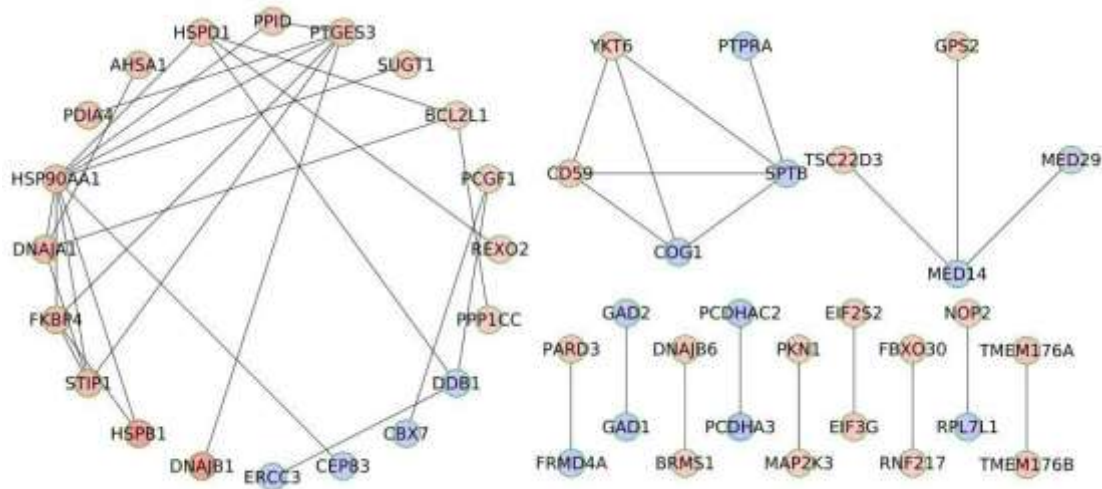 HSPD1
PPID
PTGES3
AHSA1
SUGT1
PDIA4
BCL2L1
HSP90AA1
PCGF1
DNAJA1
REXO2
FKBP4
PPP1CC
STIP1
DDB1
HSPB1
CBX7
DNAJB1
ERCC3
CEP83
YKT6
PTPRA
CD59
SPTB
COG1
GPS2
TSC22D3
MED29
MED14
GAD2
PCDHAC2
EIF2S2
NOP2
PARD3
DNAJB6
PKN1
FBXO30
TMEM176A
GAD1
PCDHA3
EIF3G
RPL7L1
FRMD4A
BRMS1
MAP2K3
RNF217
TMEM176B